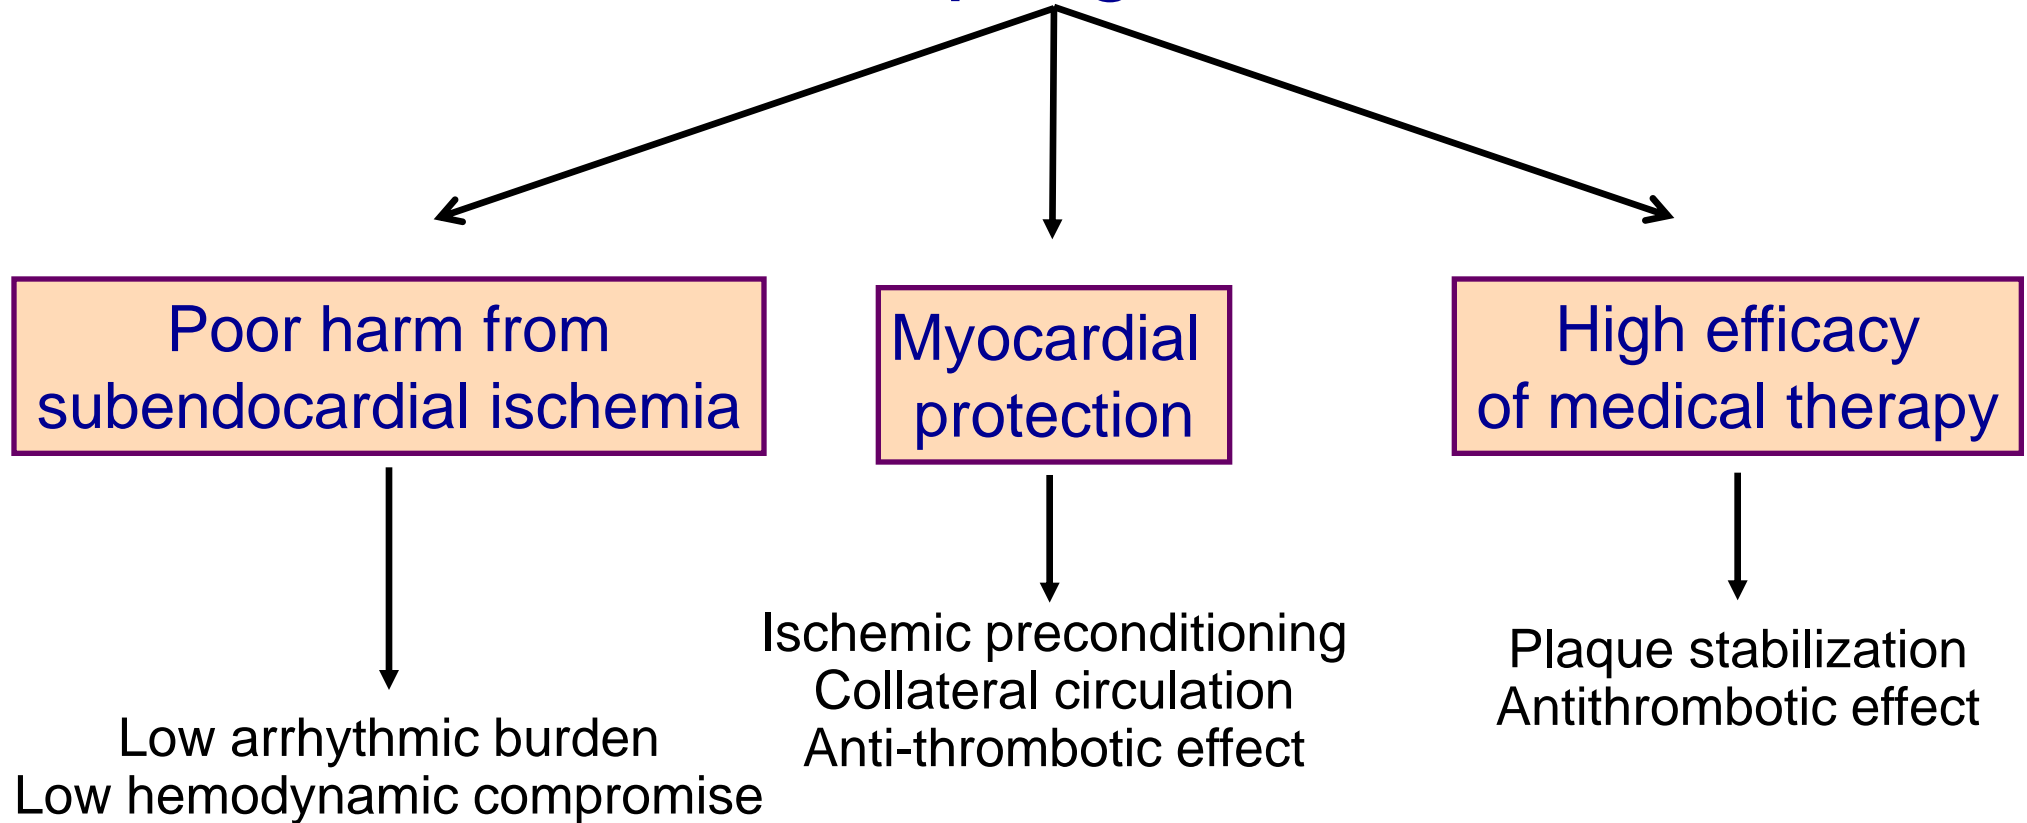 Poor harm from
subendocardial ischemia
Myocardial
protection
High efficacy
of medical therapy
Low arrhythmic burden
Low hemodynamic compromise
Ischemic preconditioning
Collateral circulation
Anti-thrombotic effect
Plaque stabilization
Antithrombotic effect